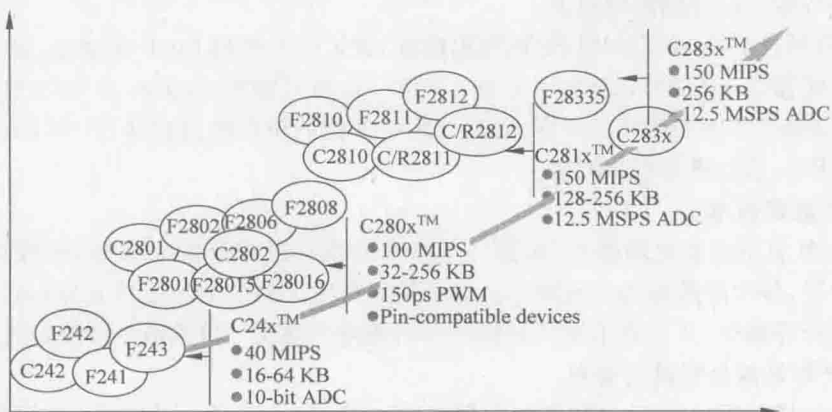 C283x™
● 150 MIPS
● 256 KB
● 12.5 MSPS ADC
F28335
C283x
F2810
F2811
F2812
C2810
C/R2811
C/R2812
C281x™
● 150 MIPS
● 128-256 KB
● 12.5 MSPS ADC
C2801
F2802
F2806
F2808
C2802
F2801
F28015
F28016
C280x™
● 100 MIPS
● 32-256 KB
● 150ps PWM
● Pin-compatible devices
F242
F243
C242
F241
C24x™
● 40 MIPS
● 16-64 KB
● 10-bit ADC